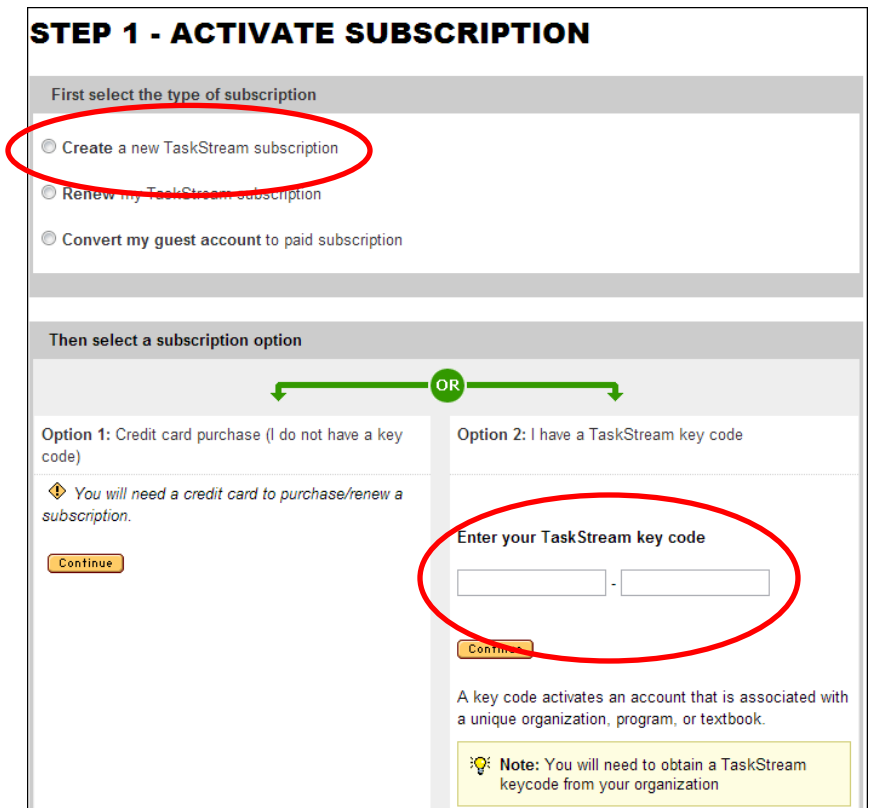 STEP 1 - ACTIVATE SUBSCRIPTION
First select the type of subscription
Create a new TaskStream subscription
Renew my TaskStream subscription
Convert my guest account to paid subscription
Then select a subscription option
OR
Option 1: Credit card purchase (I do not have a key
code)
You will need a credit card to purchase/renew a
subscription.
Continue
Option 2: I have a TaskStream key code
Enter your TaskStream key code
-
Continue
A key code activates an account that is associated with
a unique organization, program, or textbook.
Note: You will need to obtain a TaskStream
keycode from your organization